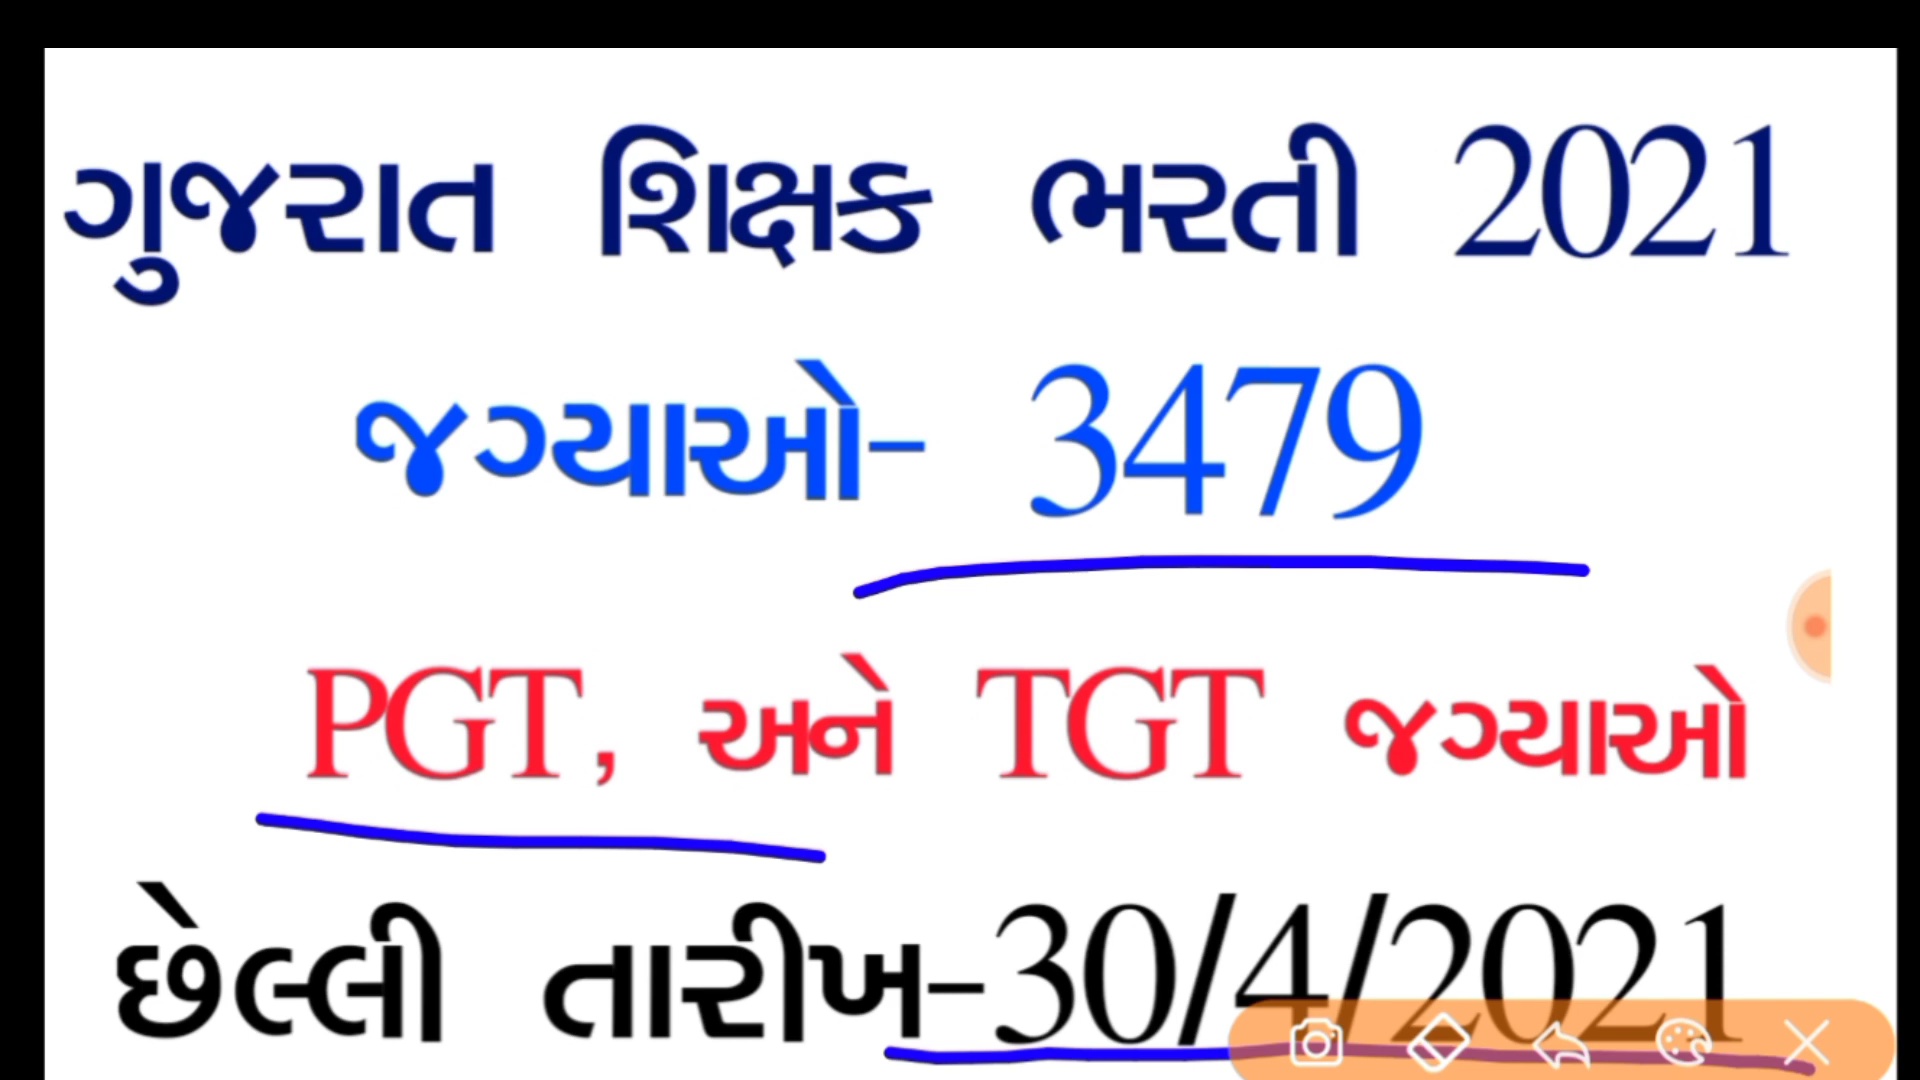 ગુજરાત શિક્ષક ભરતી 2021
જગ્યાઓ- 3479
PGT, અને TGT જગ્યાઓ
છેલ્લી તારીખ-30/4/2021